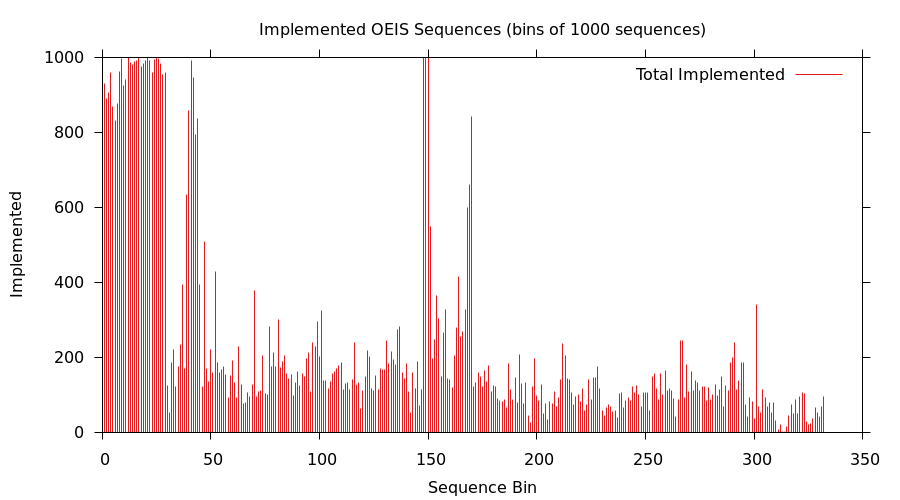 Implemented OEIS Sequences (bins of 1000 sequences)
Total Implemented
1000
800
600
400
200
0
Implemented
0 50 100 150 200 250 300 350
Sequence Bin